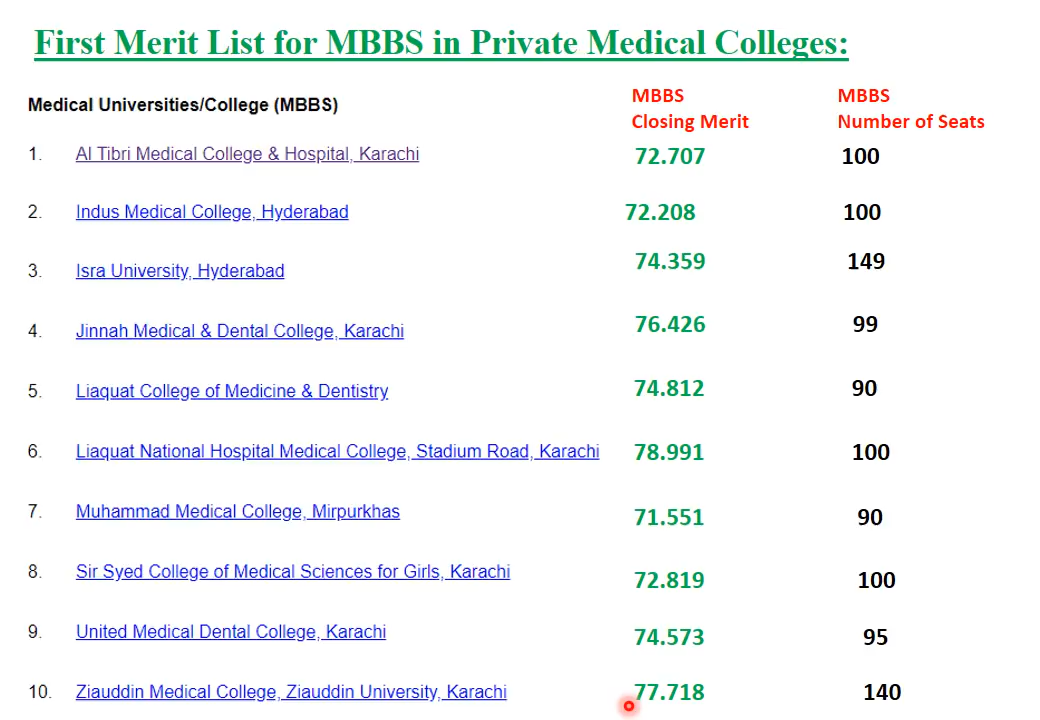 First Merit List for MBBS in Private Medical Colleges:
Medical Universities/College (MBBS) MBBS Closing Merit MBBS Number of Seats
1. Al Tibri Medical College & Hospital, Karachi 72.707 100
2. Indus Medical College, Hyderabad 72.208 100
3. Isra University, Hyderabad 74.359 149
4. Jinnah Medical & Dental College, Karachi 76.426 99
5. Liaquat College of Medicine & Dentistry 74.812 90
6. Liaquat National Hospital Medical College, Stadium Road, Karachi 78.991 100
7. Muhammad Medical College, Mirpurkhas 71.551 90
8. Sir Syed College of Medical Sciences for Girls, Karachi 72.819 100
9. United Medical Dental College, Karachi 74.573 95
10. Ziauddin Medical College, Ziauddin University, Karachi 77.718 140